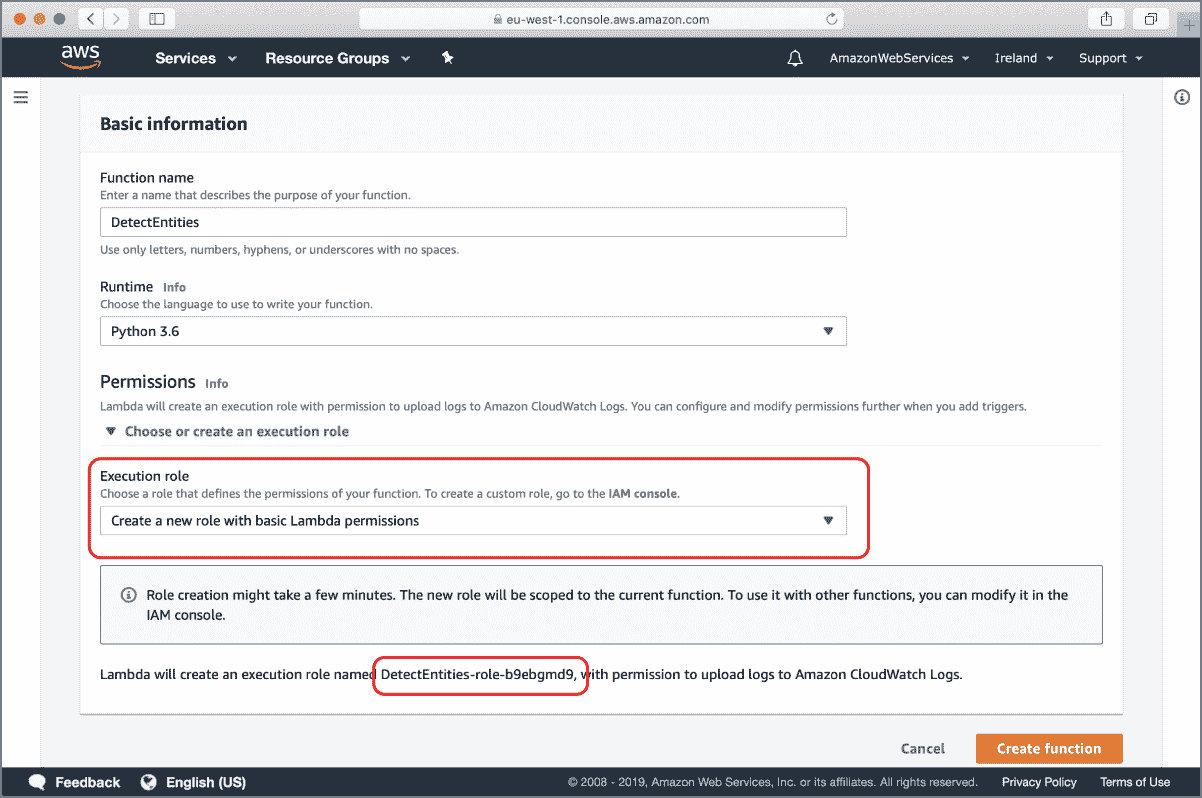 eu-west-1.console.aws.amazon.com
aws Services Resource Groups AmazonWebServices Ireland Support
Basic information
Function name
Enter a name that describes the purpose of your function.
DetectEntities
Use only letters, numbers, hyphens, or underscores with no spaces.
Runtime Info
Choose the language to use to write your function.
Python 3.6
Permissions Info
Lambda will create an execution role with permission to upload logs to Amazon CloudWatch Logs. You can configure and modify permissions further when you add triggers.
Choose or create an execution role
Execution role
Choose a role that defines the permissions of your function. To create a custom role, go to the IAM console.
Create a new role with basic Lambda permissions
Role creation might take a few minutes. The new role will be scoped to the current function. To use it with other functions, you can modify it in the
IAM console.
Lambda will create an execution role named DetectEntities-role-b9ebgmd9, with permission to upload logs to Amazon CloudWatch Logs.
Cancel Create function
Feedback English (US) © 2008 - 2019, Amazon Web Services, Inc. or its affiliates. All rights reserved. Privacy Policy Terms of Use